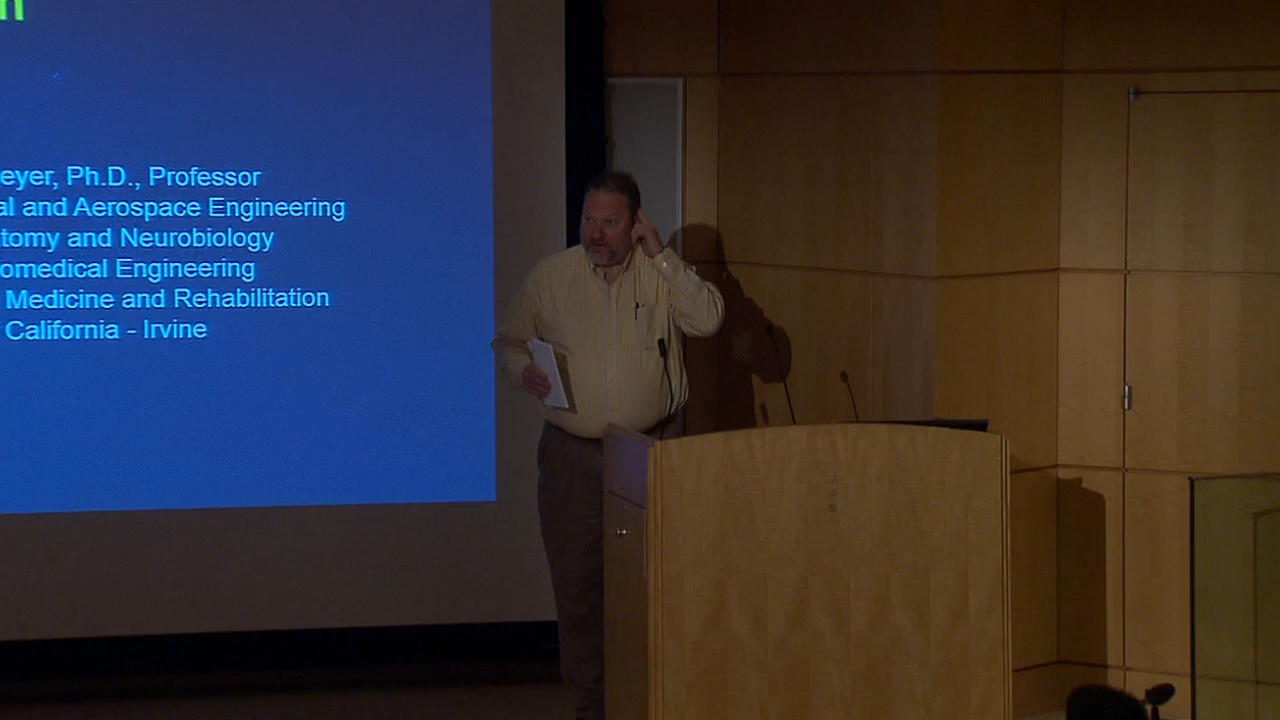 n
eyer, Ph.D., Professor
al and Aerospace Engineering
tomy and Neurobiology
omedical Engineering
Medicine and Rehabilitation
California - Irvine